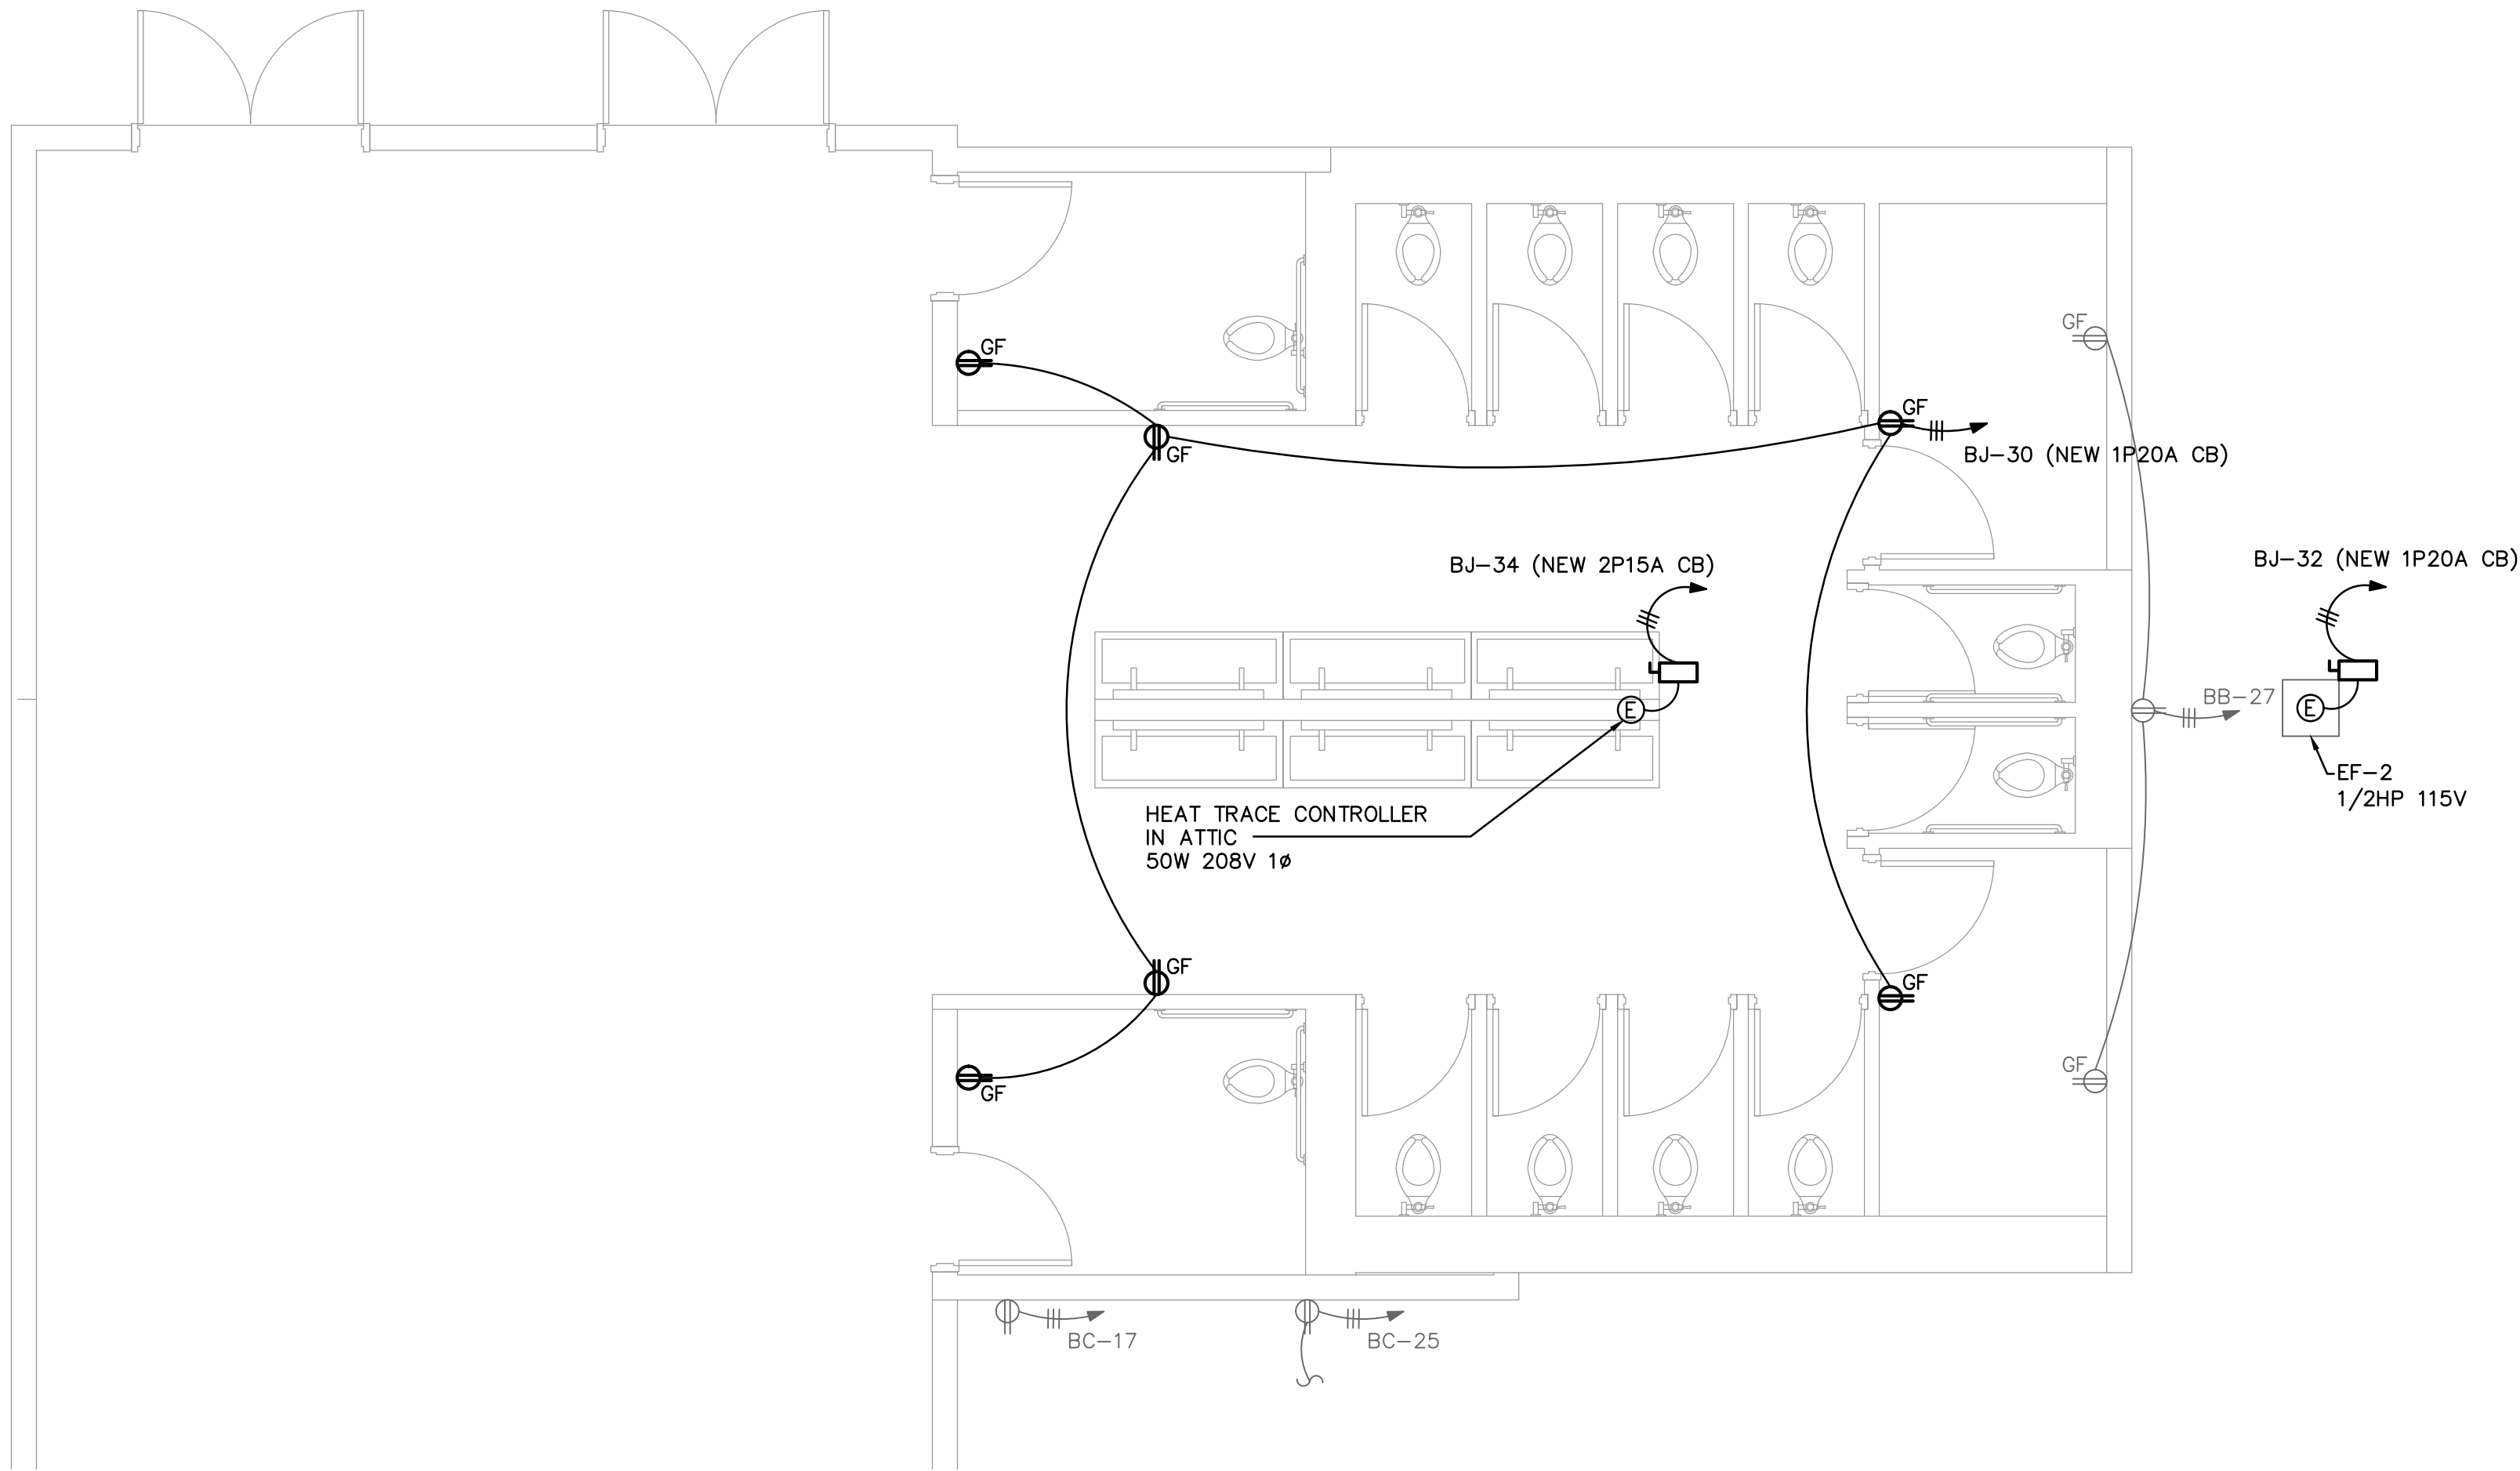 GF
GF
GF
GF
BJ-30 (NEW 1P20A CB)
BJ-34 (NEW 2P15A CB)
BJ-32 (NEW 1P20A CB)
BB-27
E
E
EF-2
1/2HP 115V
HEAT TRACE CONTROLLER
IN ATTIC
50W 208V 1ø
GF
GF
GF
GF
BC-17
BC-25